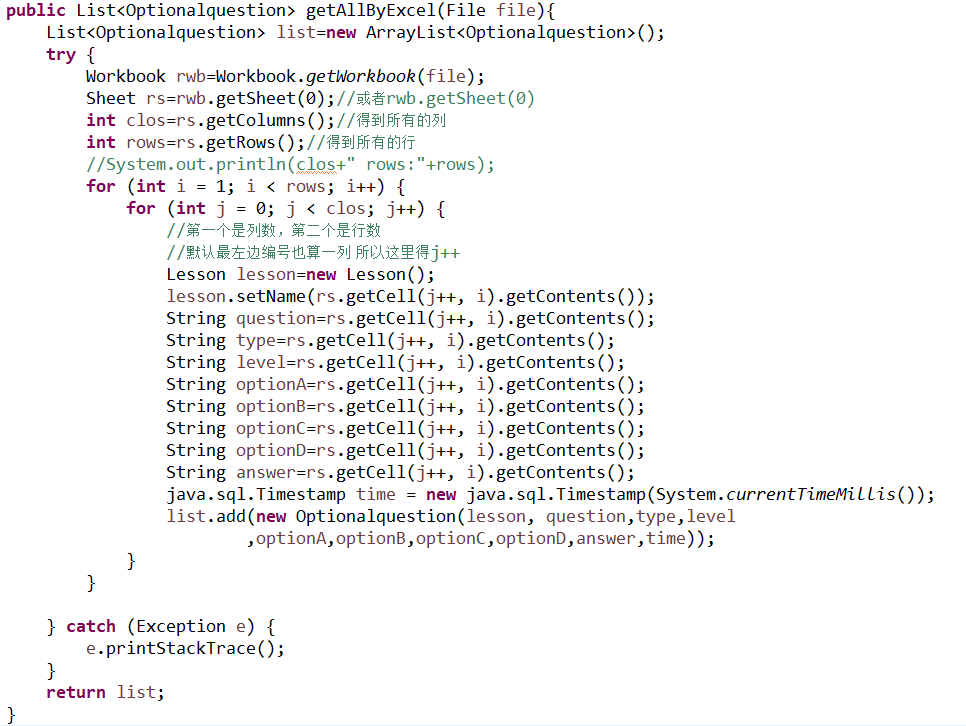 public List<Optionalquestion> getAllByExcel(File file){
    List<Optionalquestion> list=new ArrayList<Optionalquestion>();
    try {
        Workbook rwb=Workbook.getWorkbook(file);
        Sheet rs=rwb.getSheet(0);//或者rwb.getSheet(0)
        int clos=rs.getColumns();//得到所有的列
        int rows=rs.getRows();//得到所有的行
        //System.out.println(clos+" rows:"+rows);
        for (int i = 1; i < rows; i++) {
            for (int j = 0; j < clos; j++) {
                //第一个是列数，第二个是行数
                //默认最左边编号也算一列 所以这里得j++
                Lesson lesson=new Lesson();
                lesson.setName(rs.getCell(j++, i).getContents());
                String question=rs.getCell(j++, i).getContents();
                String type=rs.getCell(j++, i).getContents();
                String level=rs.getCell(j++, i).getContents();
                String optionA=rs.getCell(j++, i).getContents();
                String optionB=rs.getCell(j++, i).getContents();
                String optionC=rs.getCell(j++, i).getContents();
                String optionD=rs.getCell(j++, i).getContents();
                String answer=rs.getCell(j++, i).getContents();
                java.sql.Timestamp time = new java.sql.Timestamp(System.currentTimeMillis());
                list.add(new Optionalquestion(lesson, question,type,level
                        ,optionA,optionB,optionC,optionD,answer,time));
            }
        }

    } catch (Exception e) {
        e.printStackTrace();
    }
    return list;
}